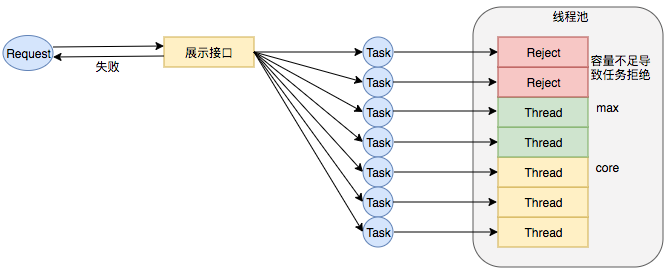 线程池
Request
失败
展示接口
Task
Reject
容量不足导
致任务拒绝
Task
Reject
Task
Thread
max
Task
Thread
Task
Thread
core
Task
Thread
Task
Thread